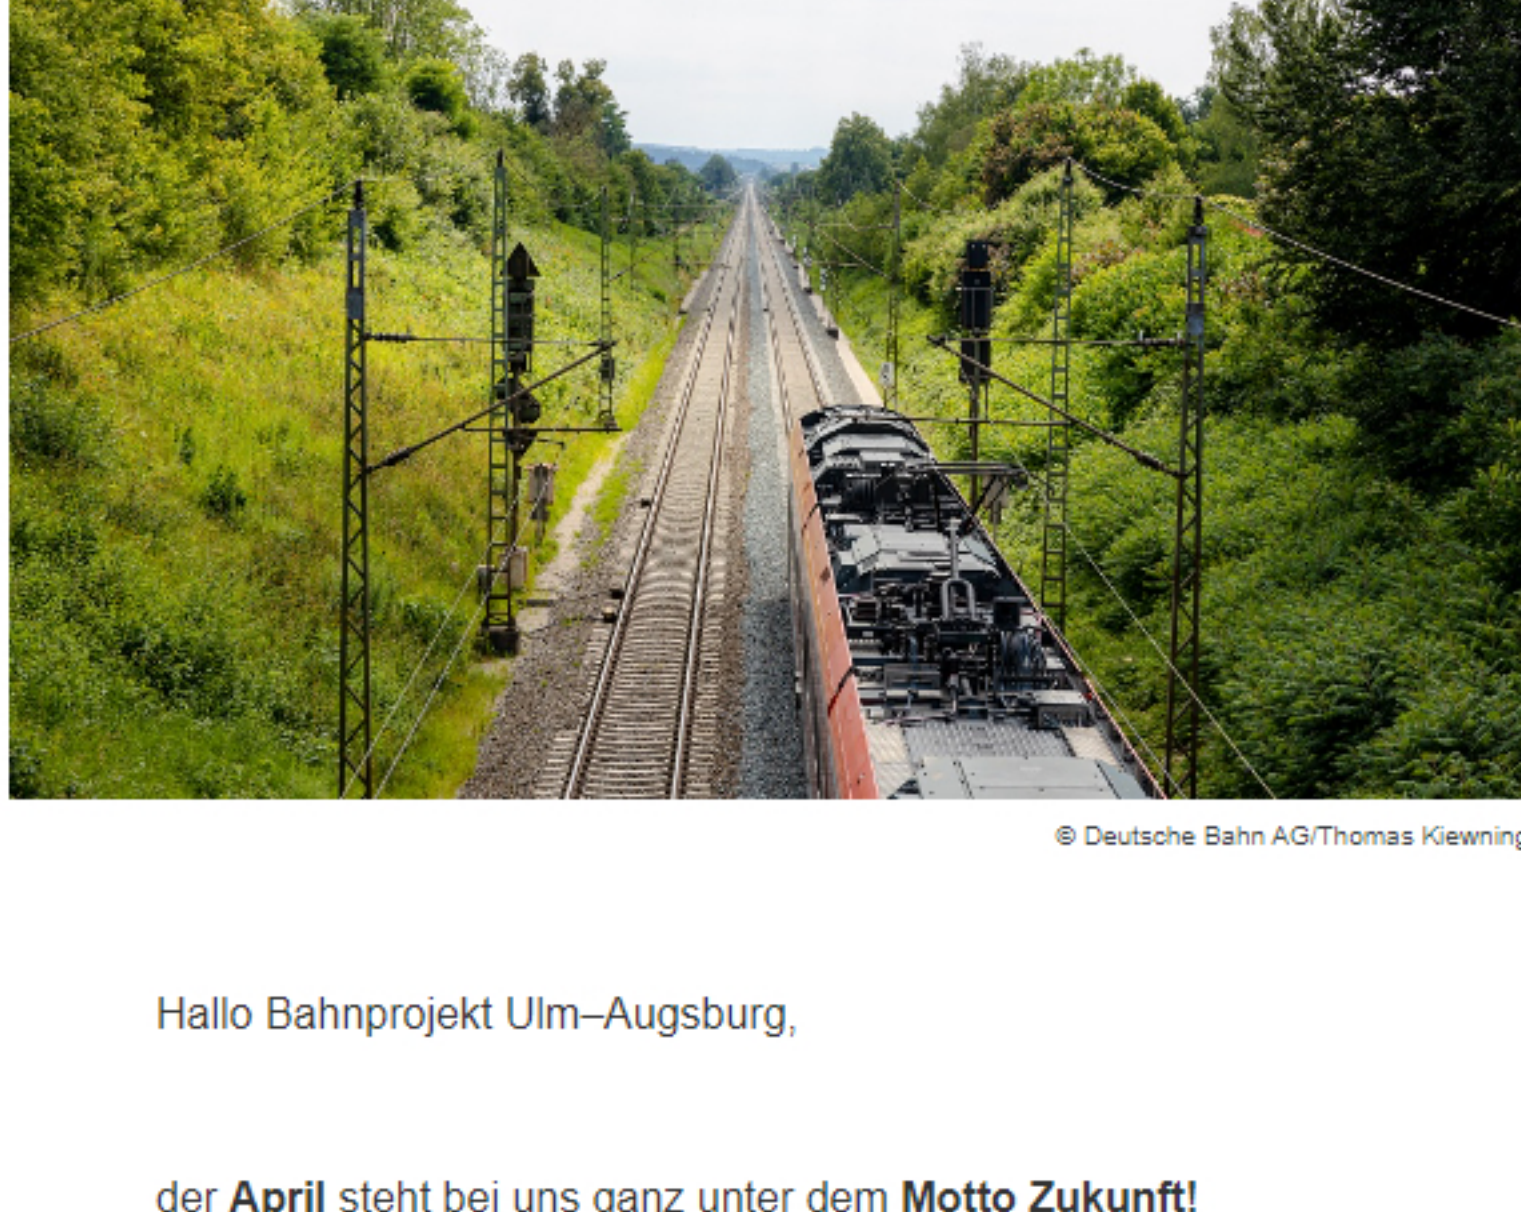 © Deutsche Bahn AG/Thomas Kiewning
Hallo Bahnprojekt Ulm–Augsburg,
der April steht bei uns ganz unter dem Motto Zukunft!